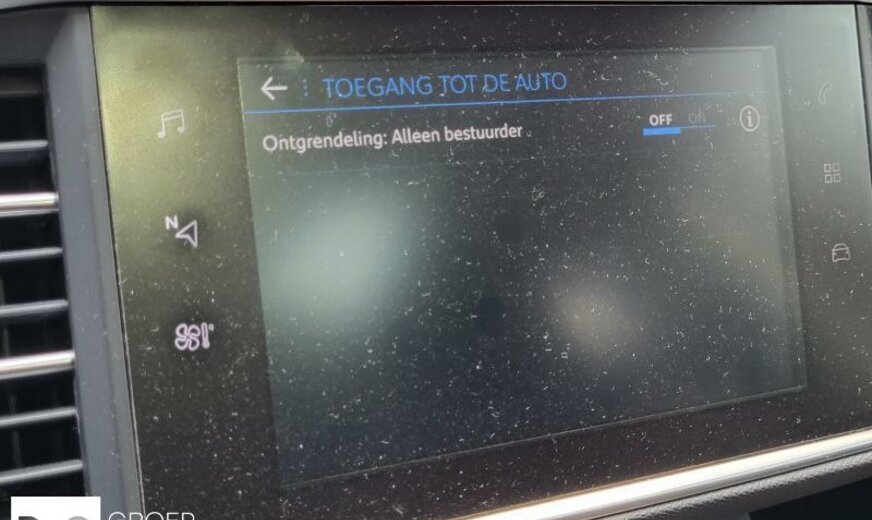 TOEGANG TOT DE AUTO
Ontgrendeling: Alleen bestuurder
OFF ON
N
GROEP